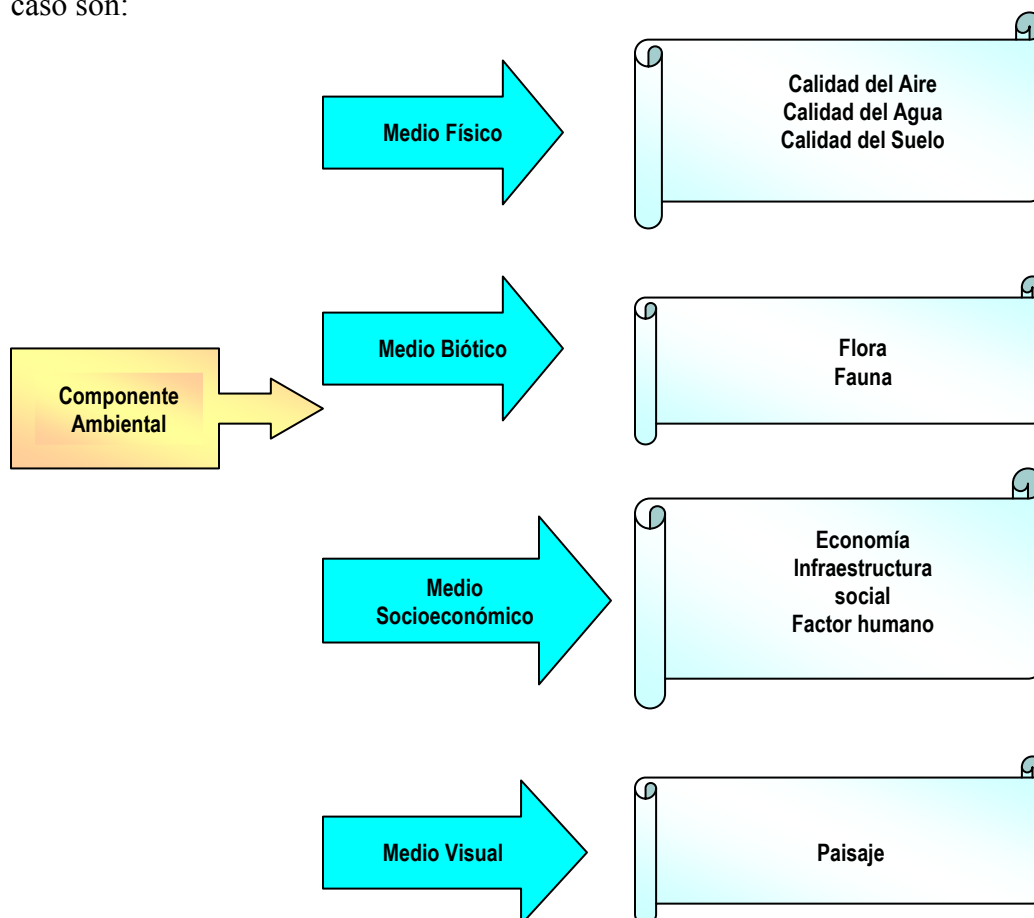 caso son:
Medio Físico
Calidad del Aire
Calidad del Agua
Calidad del Suelo
Medio Biótico
Flora
Fauna
Componente
Ambiental
Medio
Socioeconómico
Economía
Infraestructura
social
Factor humano
Medio Visual
Paisaje